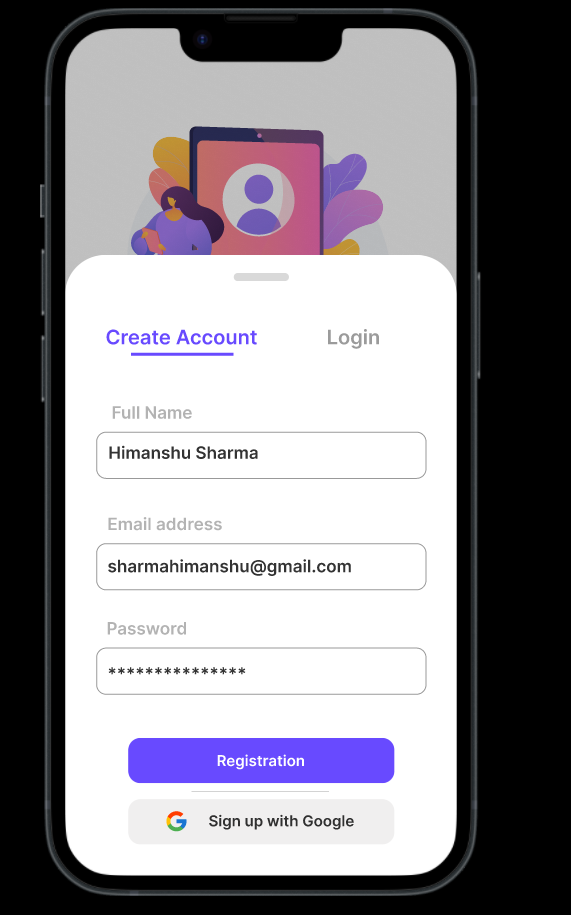 Create Account Login
Full Name
Himanshu Sharma
Email address
sharmahimanshu@gmail.com
Password
***************
Registration
Sign up with Google